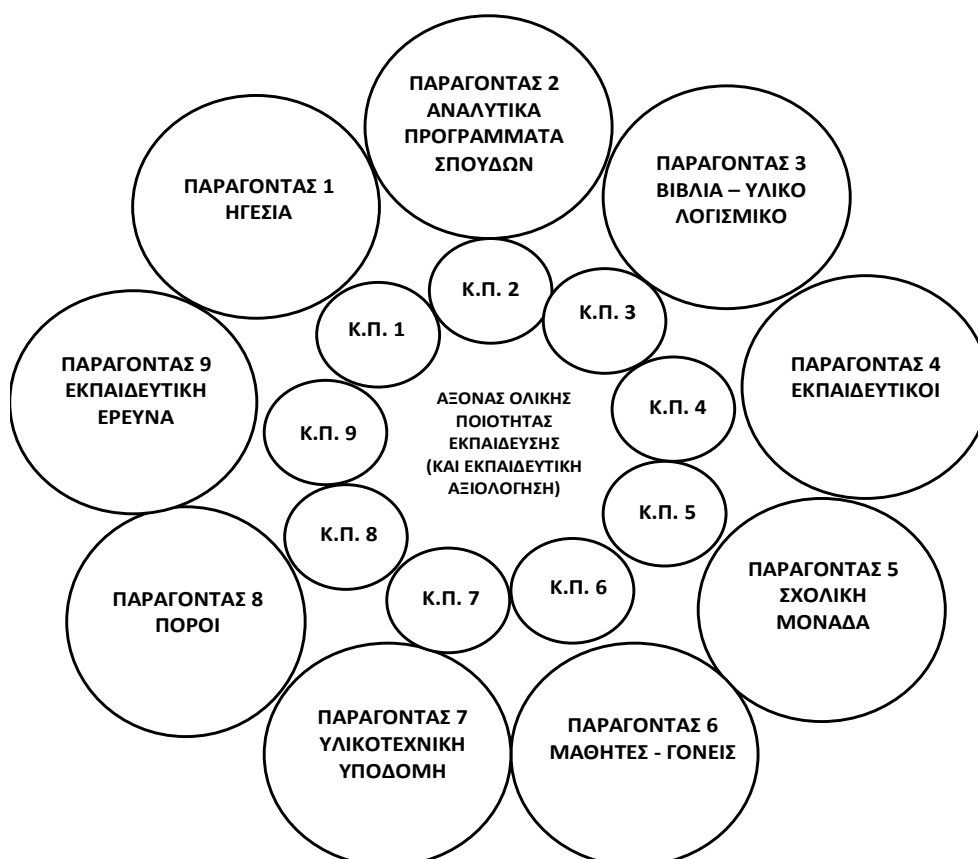 ΠΑΡΑΓΟΝΤΑΣ 1
ΗΓΕΣΙΑ
ΠΑΡΑΓΟΝΤΑΣ 2
ΑΝΑΛΥΤΙΚΑ
ΠΡΟΓΡΑΜΜΑΤΑ
ΣΠΟΥΔΩΝ
ΠΑΡΑΓΟΝΤΑΣ 3
ΒΙΒΛΙΑ – ΥΛΙΚΟ
ΛΟΓΙΣΜΙΚΟ
ΠΑΡΑΓΟΝΤΑΣ 4
ΕΚΠΑΙΔΕΥΤΙΚΟΙ
ΠΑΡΑΓΟΝΤΑΣ 5
ΣΧΟΛΙΚΗ
ΜΟΝΑΔΑ
ΠΑΡΑΓΟΝΤΑΣ 6
ΜΑΘΗΤΕΣ - ΓΟΝΕΙΣ
ΠΑΡΑΓΟΝΤΑΣ 7
ΥΛΙΚΟΤΕΧΝΙΚΗ
ΥΠΟΔΟΜΗ
ΠΑΡΑΓΟΝΤΑΣ 8
ΠΟΡΟΙ
ΠΑΡΑΓΟΝΤΑΣ 9
ΕΚΠΑΙΔΕΥΤΙΚΗ
ΕΡΕΥΝΑ
Κ.Π. 1
Κ.Π. 2
Κ.Π. 3
Κ.Π. 4
Κ.Π. 5
Κ.Π. 6
Κ.Π. 7
Κ.Π. 8
Κ.Π. 9
ΑΞΟΝΑΣ ΟΛΙΚΗΣ
ΠΟΙΟΤΗΤΑΣ
ΕΚΠΑΙΔΕΥΣΗΣ
(ΚΑΙ ΕΚΠΑΙΔΕΥΤΙΚΗ
ΑΞΙΟΛΟΓΗΣΗ)